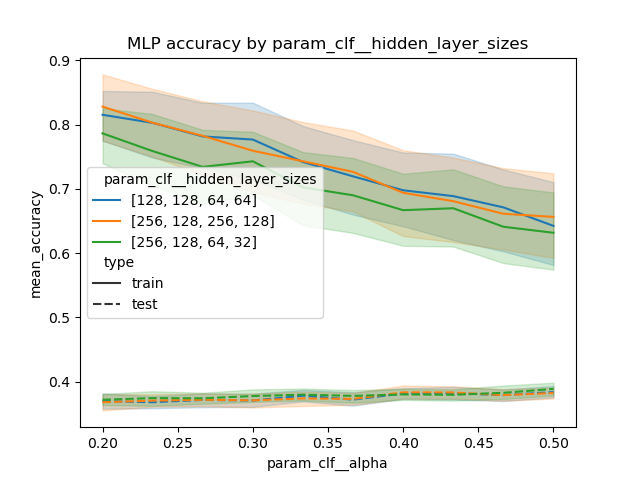 MLP accuracy by param_clf__hidden_layer_sizes
mean_accuracy
0.9
0.8
0.7
0.6
0.5
0.4
param_clf__hidden_layer_sizes
[128, 128, 64, 64]
[256, 128, 256, 128]
[256, 128, 64, 32]
type
train
test
0.20 0.25 0.30 0.35 0.40 0.45 0.50
param_clf__alpha